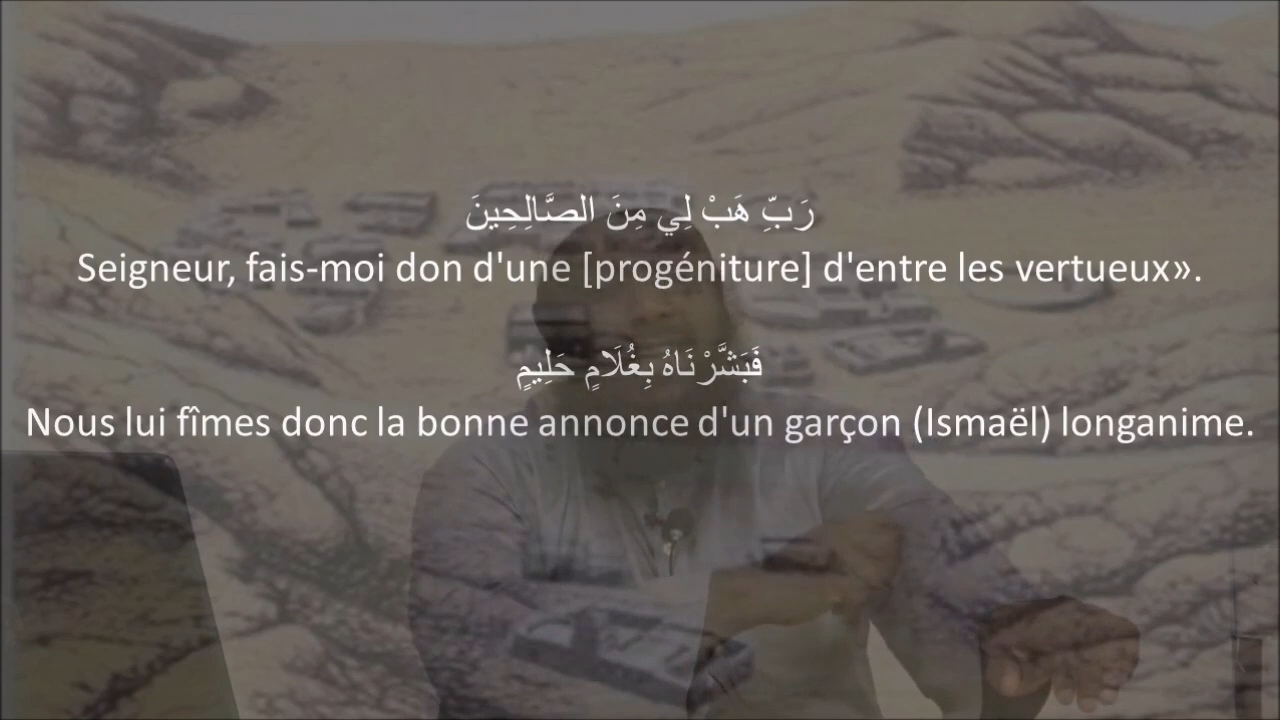 رَبِّ هَبْ لِي مِنَ الصَّالِحِينَ
Seigneur, fais-moi don d'une [progéniture] d'entre les vertueux».
فَبَشَّرْنَاهُ بِغُلَامٍ حَلِيمٍ
Nous lui fîmes donc la bonne annonce d'un garçon (Ismaël) longanime.